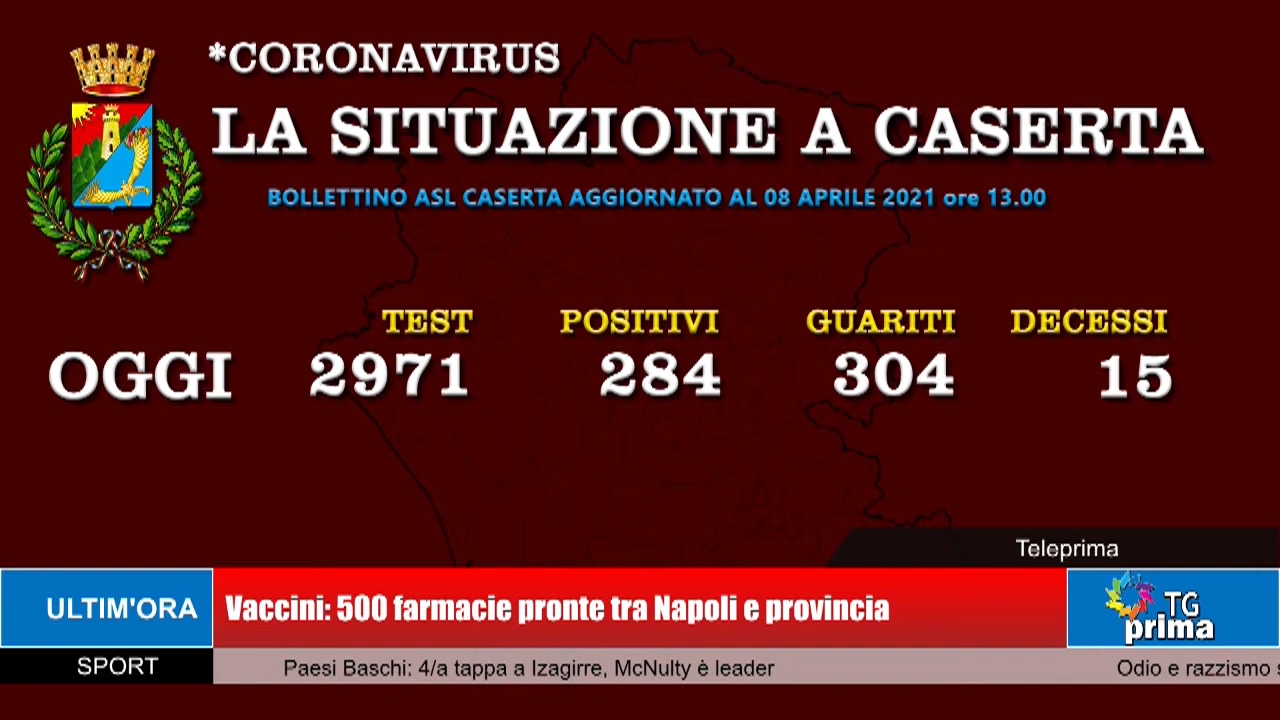 *CORONAVIRUS
LA SITUAZIONE A CASERTA
BOLLETTINO ASL CASERTA AGGIORNATO AL 08 APRILE 2021 ore 13.00
TEST POSITIVI GUARITI DECESSI
OGGI 2971 284 304 15
Teleprima
ULTIM'ORA Vaccini: 500 farmacie pronte tra Napoli e provincia
TG
prima
SPORT Paesi Baschi: 4/a tappa a Izagirre, McNulty è leader Odio e razzismo